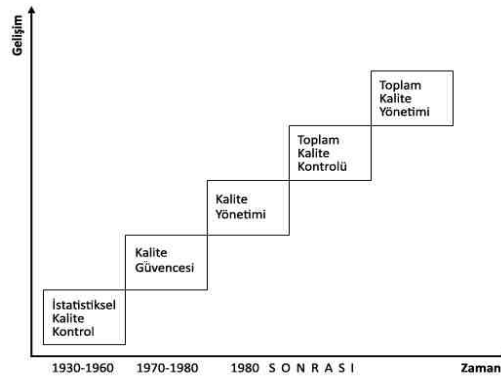 Gelişim
Toplam
Kalite
Yönetimi
Toplam
Kalite
Kontrolü
Kalite
Yönetimi
Kalite
Güvencesi
İstatistiksel
Kalite
Kontrol
1930-1960 1970-1980 1980 S O N R A S I Zaman